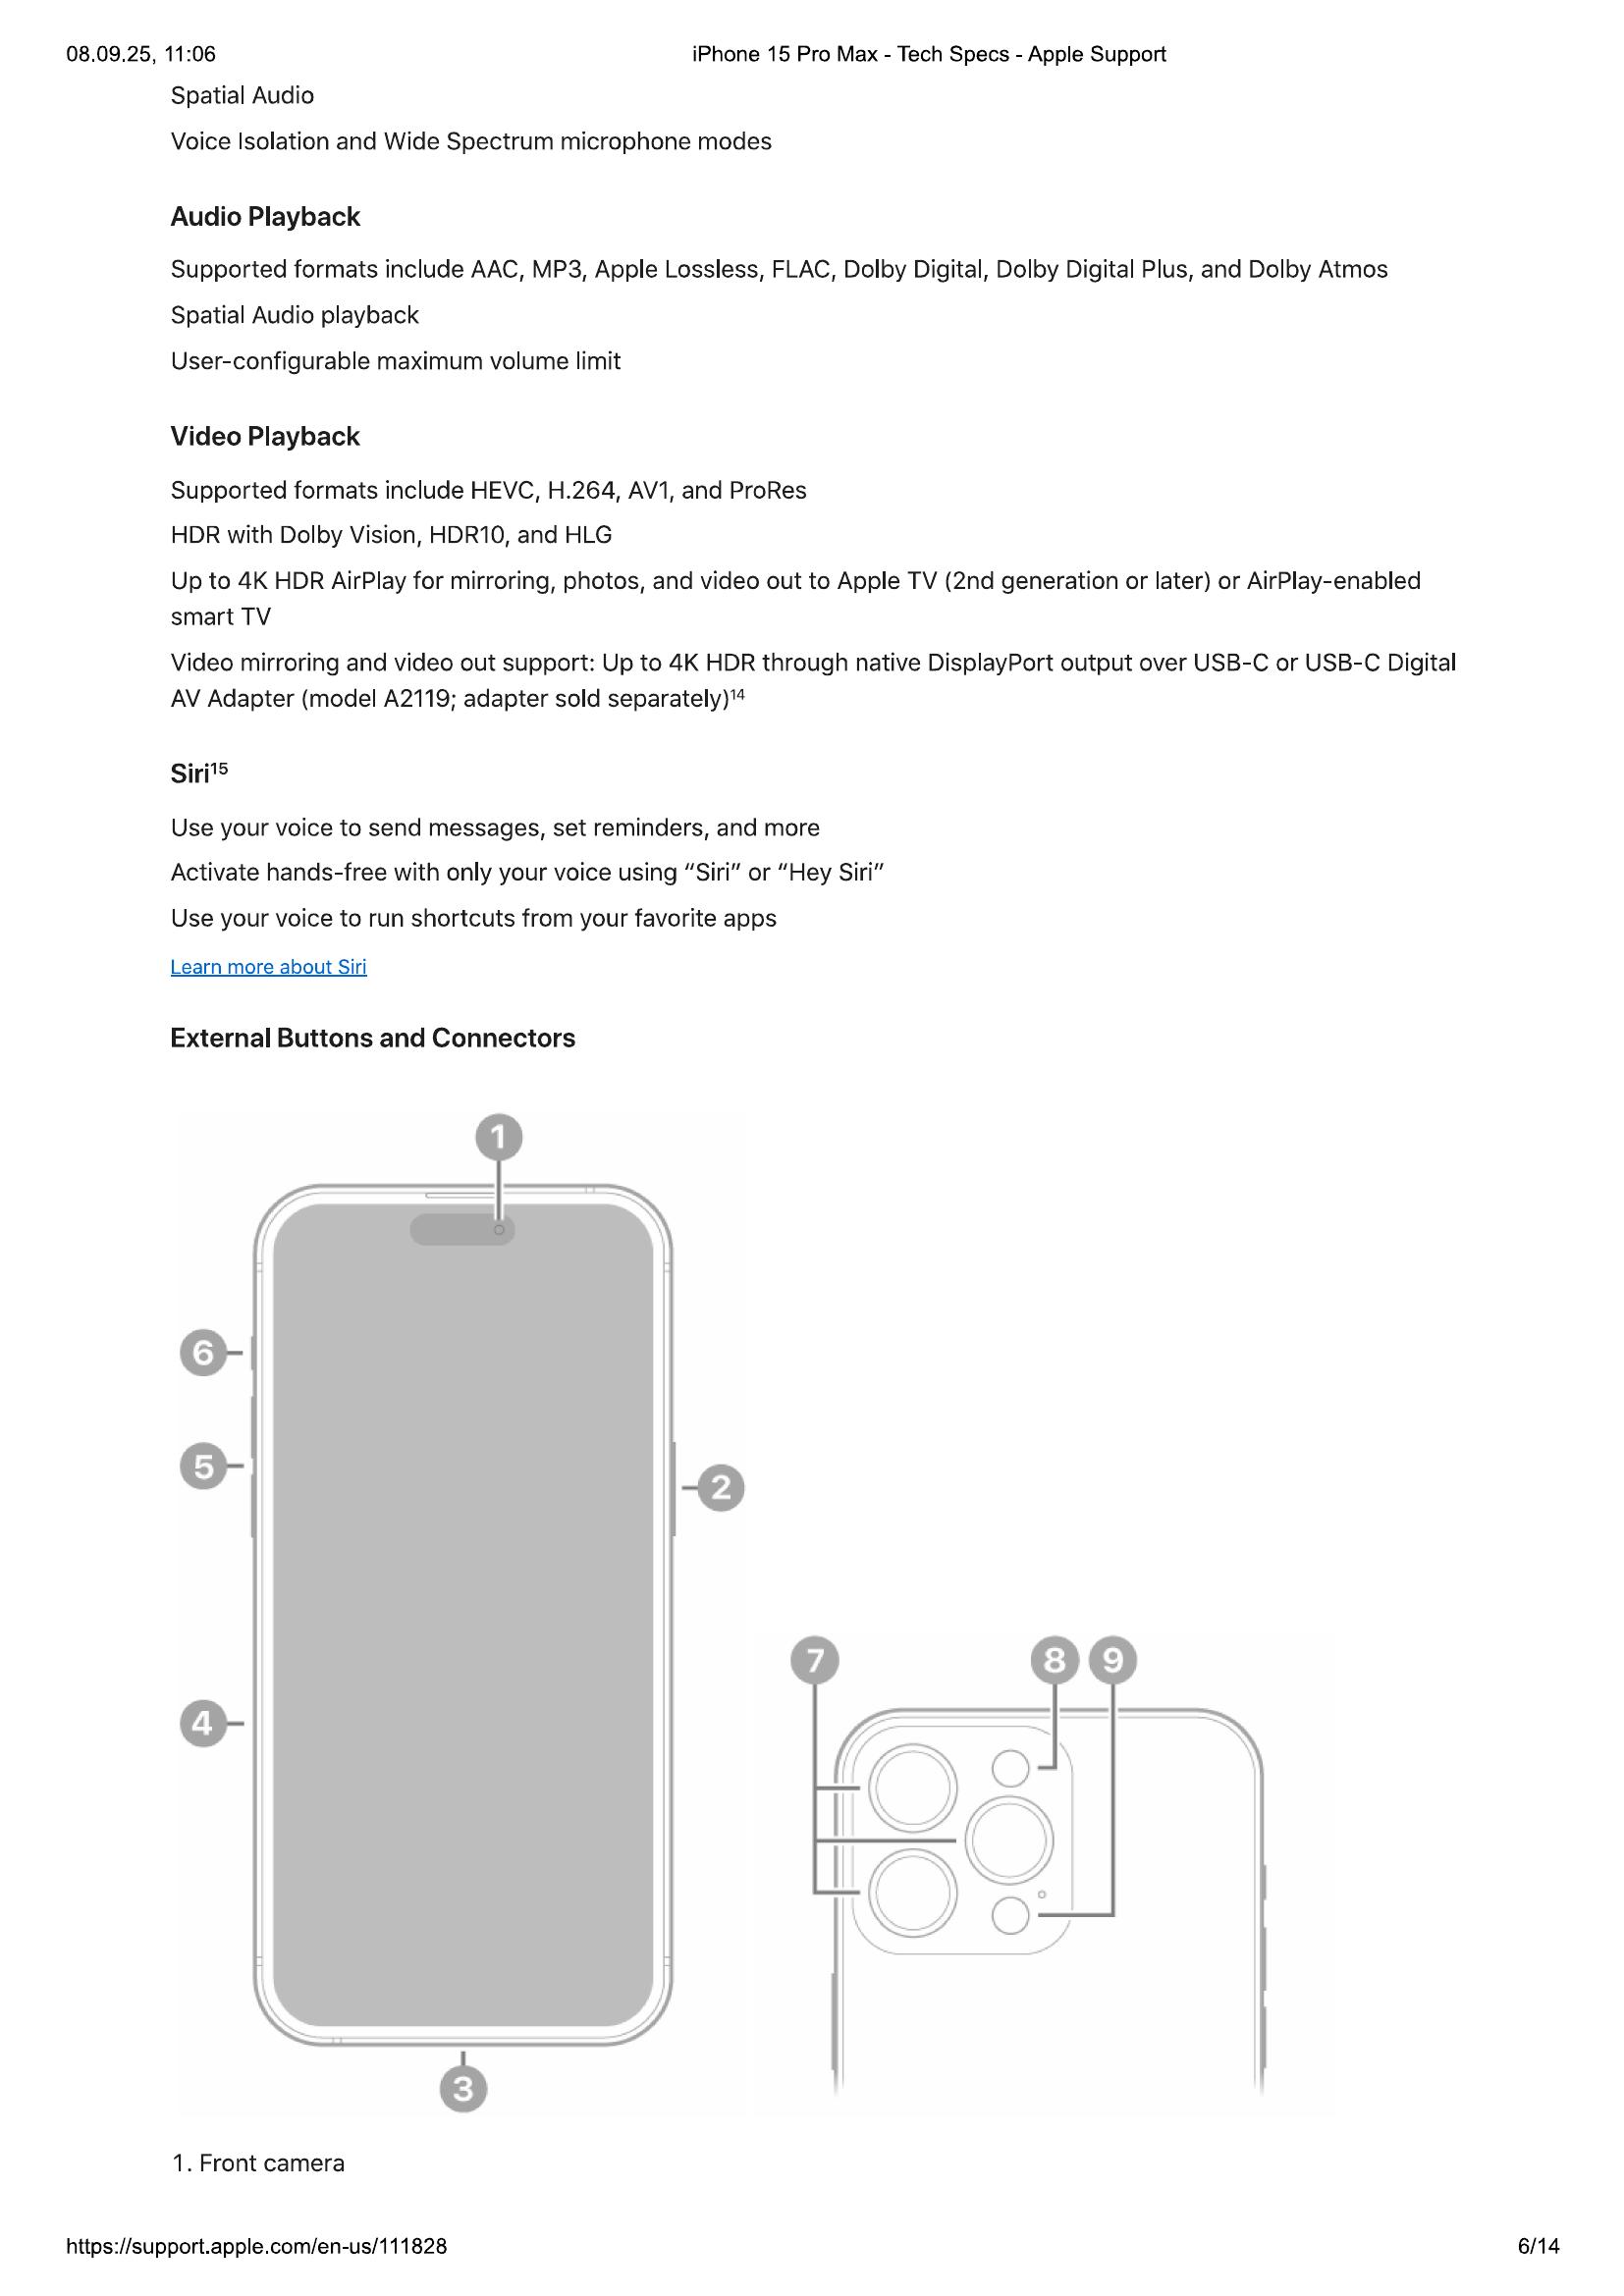 08.09.25, 11:06
iPhone 15 Pro Max - Tech Specs - Apple Support
Spatial Audio
Voice Isolation and Wide Spectrum microphone modes
Audio Playback
Supported formats include AAC, MP3, Apple Lossless, FLAC, Dolby Digital, Dolby Digital Plus, and Dolby Atmos
Spatial Audio playback
User-configurable maximum volume limit
Video Playback
Supported formats include HEVC, H.264, AV1, and ProRes
HDR with Dolby Vision, HDR10, and HLG
Up to 4K HDR AirPlay for mirroring, photos, and video out to Apple TV (2nd generation or later) or AirPlay-enabled
smart TV
Video mirroring and video out support: Up to 4K HDR through native DisplayPort output over USB-C or USB-C Digital
AV Adapter (model A2119; adapter sold separately)¹⁴
Siri¹⁵
Use your voice to send messages, set reminders, and more
Activate hands-free with only your voice using “Siri” or “Hey Siri”
Use your voice to run shortcuts from your favorite apps
Learn more about Siri
External Buttons and Connectors
1
6
5
2
4
3
7
8
9
1. Front camera
https://support.apple.com/en-us/111828
6/14